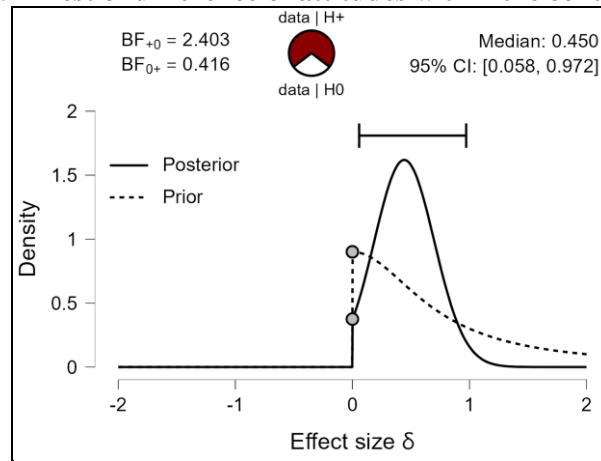 BF+0 = 2.403
BF0+ = 0.416
data | H+
data | H0
Median: 0.450
95% CI: [0.058, 0.972]
Posterior
Prior
Density
2
1.5
1
0.5
0
-2
-1
0
1
2
Effect size δ